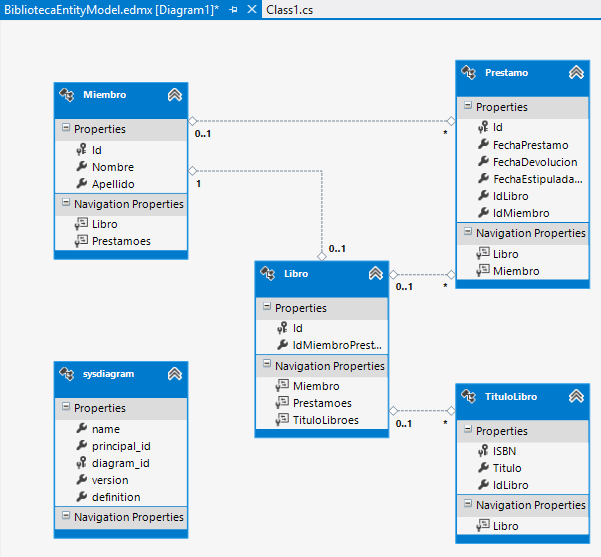 BibliotecaEntityModel.edmx [Diagram1]* Class1.cs
Miembro
Properties
Id
Nombre
Apellido
Navigation Properties
Libro
Prestamoes
0..1
*
1
0..1
Prestamo
Properties
Id
FechaPrestamo
FechaDevolucion
FechaEstipulada...
IdLibro
IdMiembro
Navigation Properties
Libro
Miembro
Libro
Properties
Id
IdMiembroPrest...
Navigation Properties
Miembro
Prestamoes
TituloLibroes
0..1
*
0..1
*
sysdiagram
Properties
name
principal_id
diagram_id
version
definition
Navigation Properties
TituloLibro
Properties
ISBN
Titulo
IdLibro
Navigation Properties
Libro